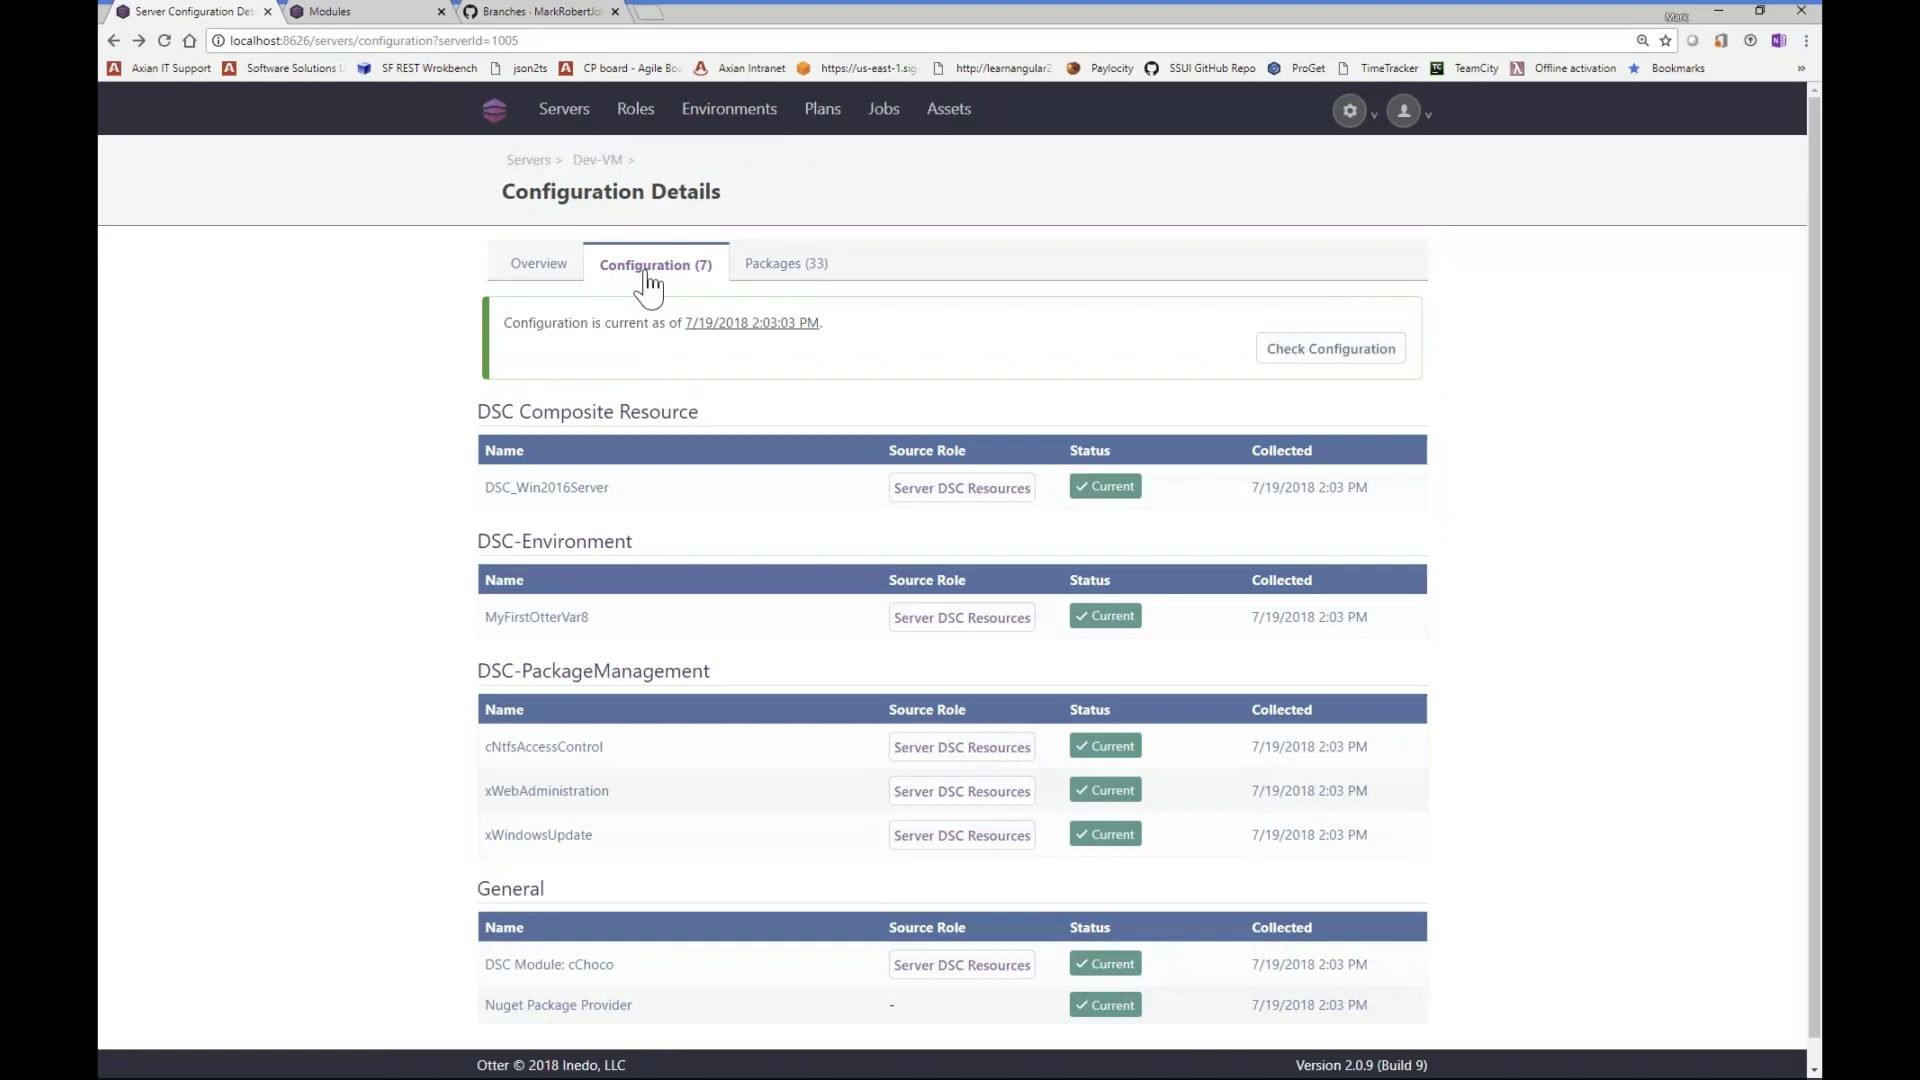 Server Configuration Det
Modules
Branches · MarkRobertJo
Mark
localhost:8626/servers/configuration?serverId=1005
Axian IT Support
Software Solutions
SF REST Wrokbench
json2ts
CP board - Agile Bo
Axian Intranet
https://us-east-1.sig
http://learnangular2
Paylocity
SSUI GitHub Repo
ProGet
TimeTracker
TC
TeamCity
Offline activation
Bookmarks
»
Servers Roles Environments Plans Jobs Assets
Servers > Dev-VM >
Configuration Details
Overview Configuration (7) Packages (33)
Configuration is current as of 7/19/2018 2:03:03 PM.
Check Configuration
DSC Composite Resource
Name Source Role Status Collected
DSC_Win2016Server Server DSC Resources ✓ Current 7/19/2018 2:03 PM
DSC-Environment
Name Source Role Status Collected
MyFirstOtterVar8 Server DSC Resources ✓ Current 7/19/2018 2:03 PM
DSC-PackageManagement
Name Source Role Status Collected
cNtfsAccessControl Server DSC Resources ✓ Current 7/19/2018 2:03 PM
xWebAdministration Server DSC Resources ✓ Current 7/19/2018 2:03 PM
xWindowsUpdate Server DSC Resources ✓ Current 7/19/2018 2:03 PM
General
Name Source Role Status Collected
DSC Module: cChoco Server DSC Resources ✓ Current 7/19/2018 2:03 PM
Nuget Package Provider - ✓ Current 7/19/2018 2:03 PM
Otter © 2018 Inedo, LLC Version 2.0.9 (Build 9)